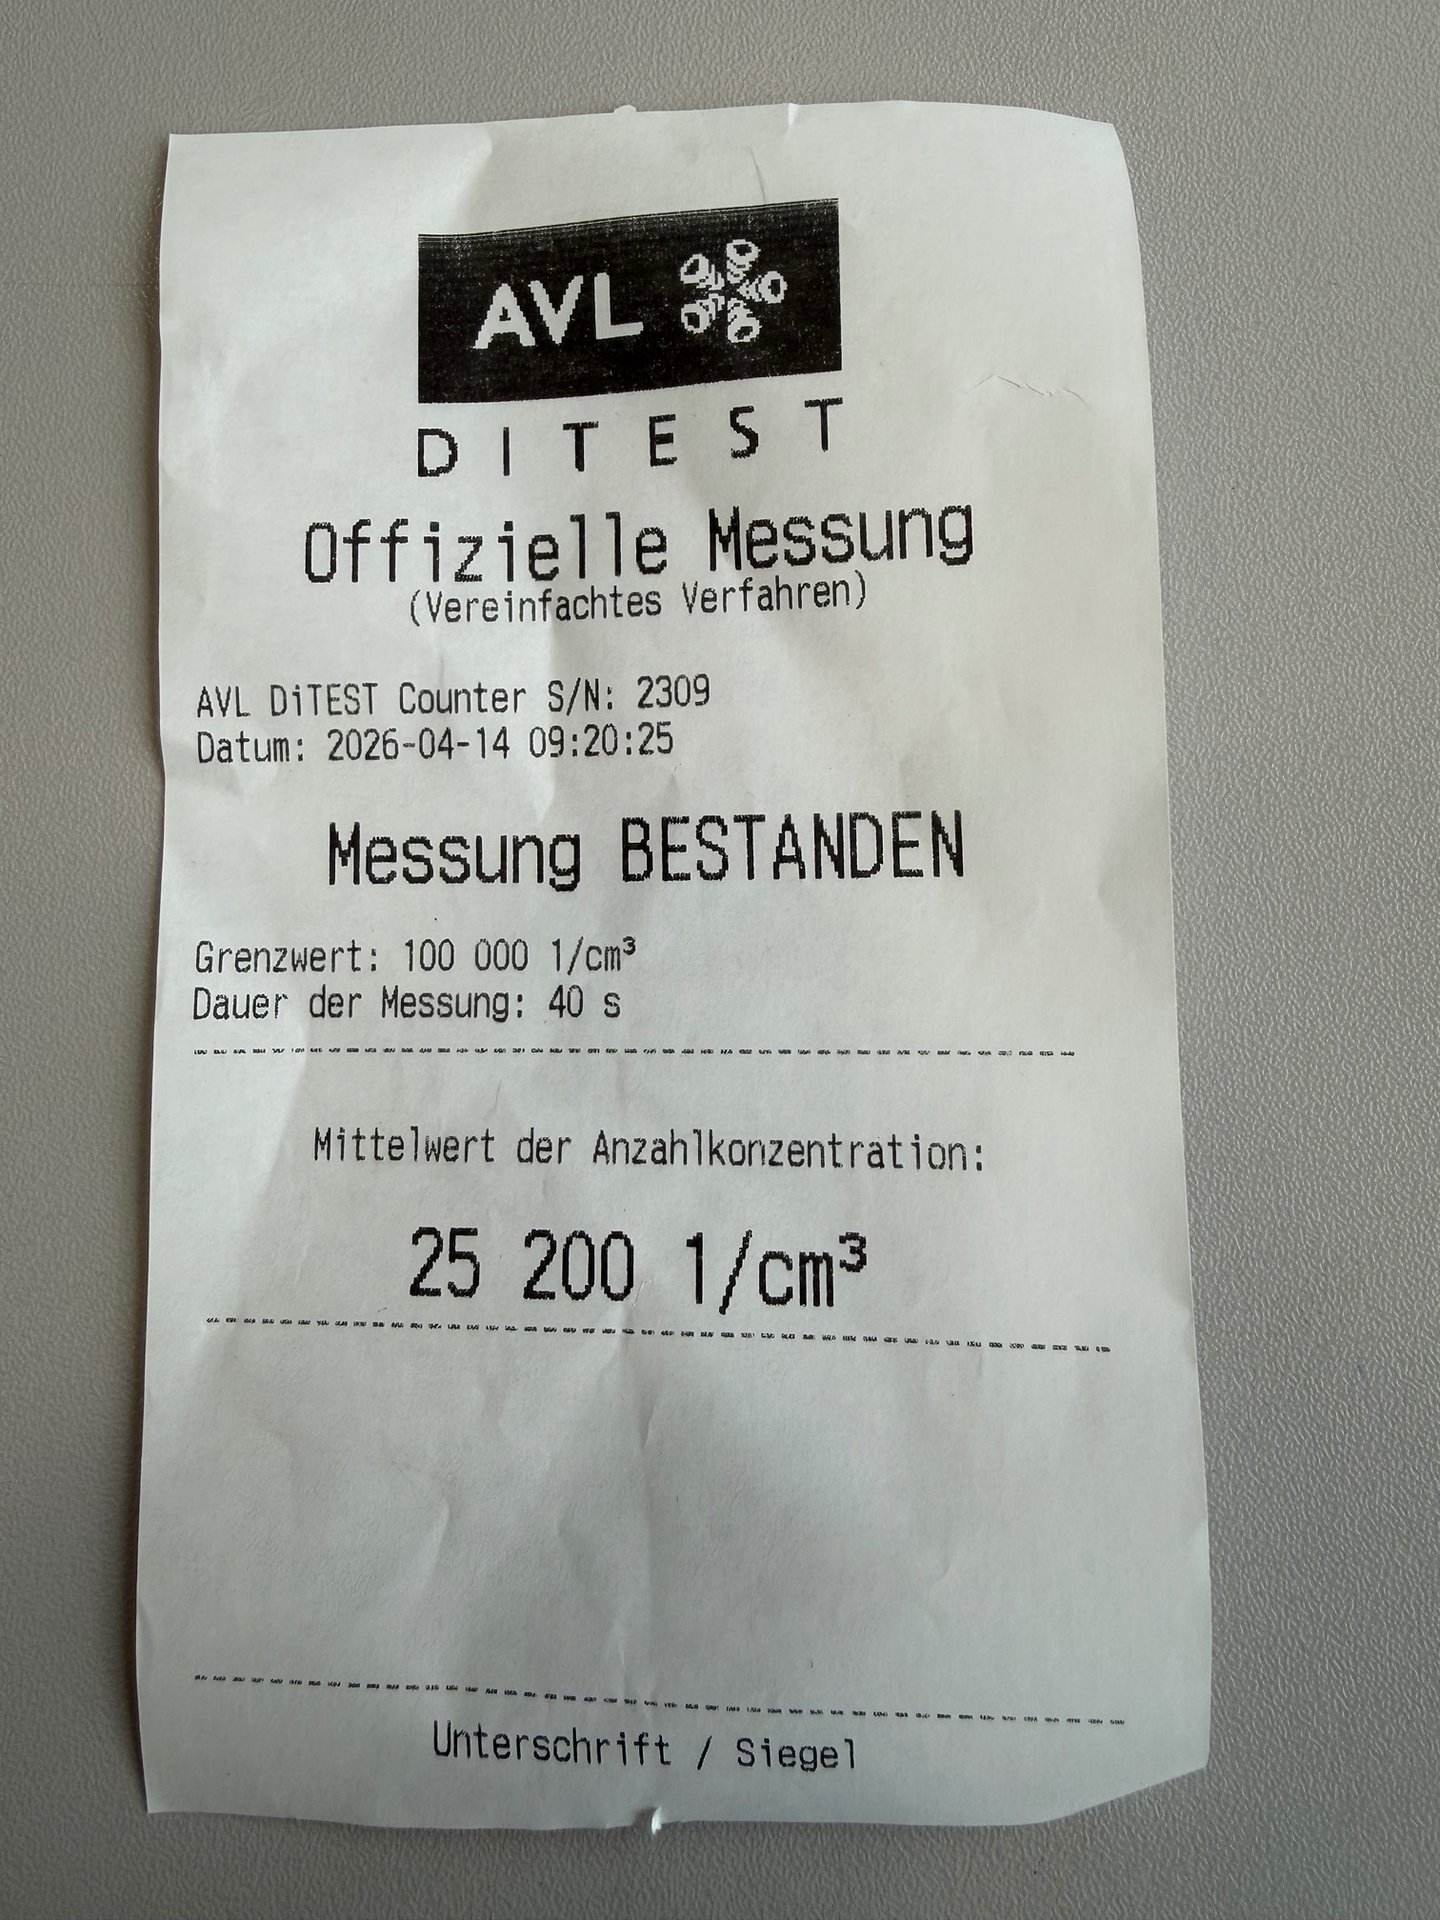 AVL
DITEST
Offizielle Messung
(Vereinfachtes Verfahren)
AVL DiTEST Counter S/N: 2309
Datum: 2026-04-14 09:20:25
Messung BESTANDEN
Grenzwert: 100 000 1/cm³
Dauer der Messung: 40 s
Mittelwert der Anzahlkonzentration:
25 200 1/cm³
Unterschrift / Siegel